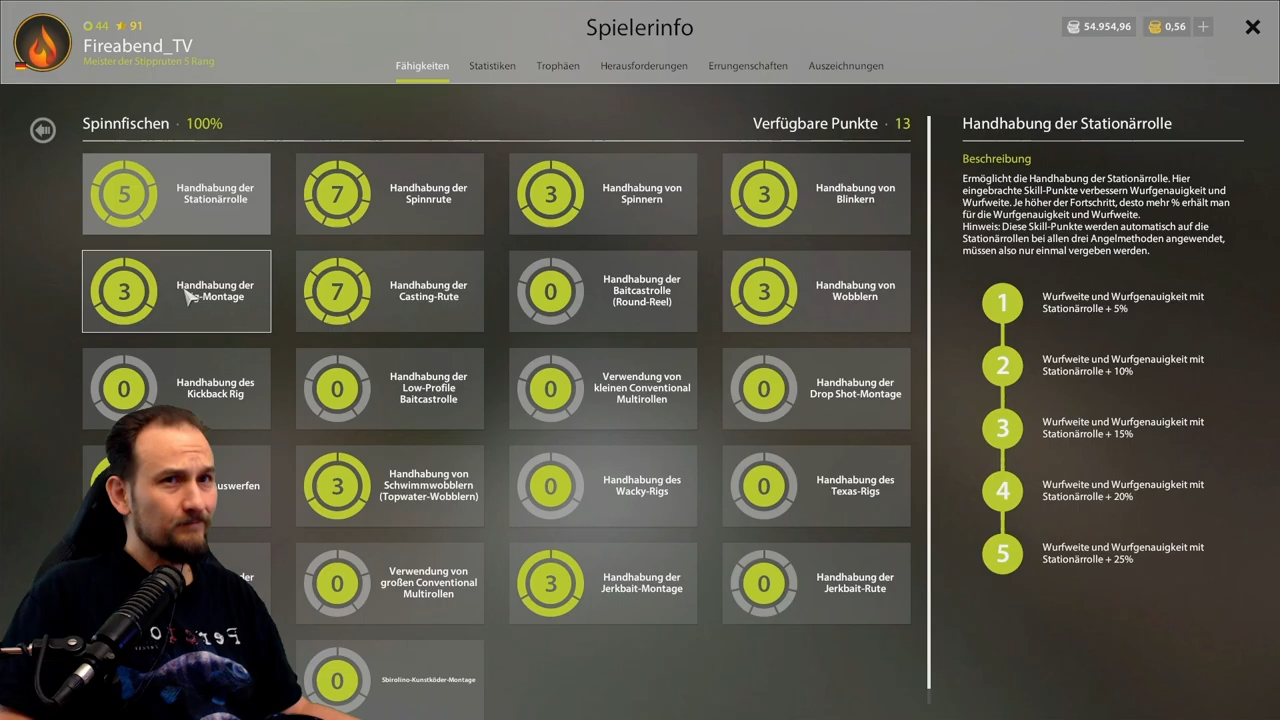 44 91
Spielerinfo
54.954,96
0,56
Fireabend_TV
Meister der Stippruten 5 Rang
Fähigkeiten
Statistiken
Trophäen
Herausforderungen
Errungenschaften
Auszeichnungen
Spinnfischen · 100%
Verfügbare Punkte · 13
5
Handhabung der
Stationärrolle
7
Handhabung der
Spinnrute
3
Handhabung von
Spinnern
3
Handhabung von
Blinkern
3
Handhabung der
-Montage
7
Handhabung der
Casting-Rute
0
Handhabung der
Baitcastrolle
(Round-Reel)
3
Handhabung von
Wobblern
0
Handhabung des
Kickback Rig
0
Handhabung der
Low-Profile
Baitcastrolle
0
Verwendung von
kleinen Conventional
Multirollen
0
Handhabung der
Drop Shot-Montage
uswerfen
3
Handhabung von
Schwimmwobblern
(Topwater-Wobblern)
0
Handhabung des
Wacky-Rigs
0
Handhabung des
Texas-Rigs
der
0
Verwendung von
großen Conventional
Multirollen
3
Handhabung der
Jerkbait-Montage
0
Handhabung der
Jerkbait-Rute
0
Sbirolino-Kunstköder-Montage
Handhabung der Stationärrolle
Beschreibung
Ermöglicht die Handhabung der Stationärrolle. Hier
eingebrachte Skill-Punkte verbessern Wurfgenauigkeit und
Wurfweite. Je höher der Fortschritt, desto mehr % erhält man
für die Wurfgenauigkeit und Wurfweite.
Hinweis: Diese Skill-Punkte werden automatisch auf die
Stationärrollen bei allen drei Angelmethoden angewendet,
müssen also nur einmal vergeben werden.
1
Wurfweite und Wurfgenauigkeit mit
Stationärrolle + 5%
2
Wurfweite und Wurfgenauigkeit mit
Stationärrolle + 10%
3
Wurfweite und Wurfgenauigkeit mit
Stationärrolle + 15%
4
Wurfweite und Wurfgenauigkeit mit
Stationärrolle + 20%
5
Wurfweite und Wurfgenauigkeit mit
Stationärrolle + 25%